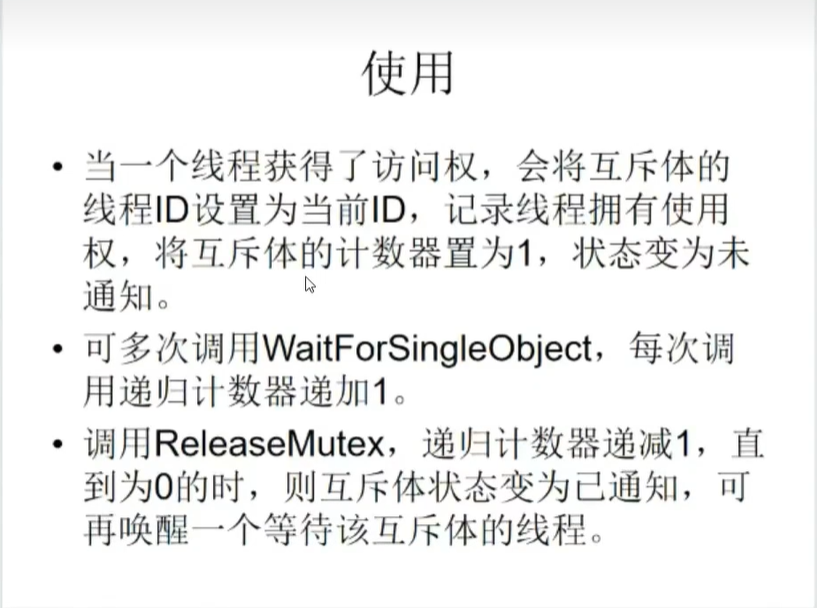 使用
• 当一个线程获得了访问权，会将互斥体的
线程ID设置为当前ID，记录线程拥有使用
权，将互斥体的计数器置为1，状态变为未
通知。
• 可多次调用WaitForSingleObject，每次调
用递归计数器递加1。
• 调用ReleaseMutex，递归计数器递减1，直
到为0的时，则互斥体状态变为已通知，可
再唤醒一个等待该互斥体的线程。